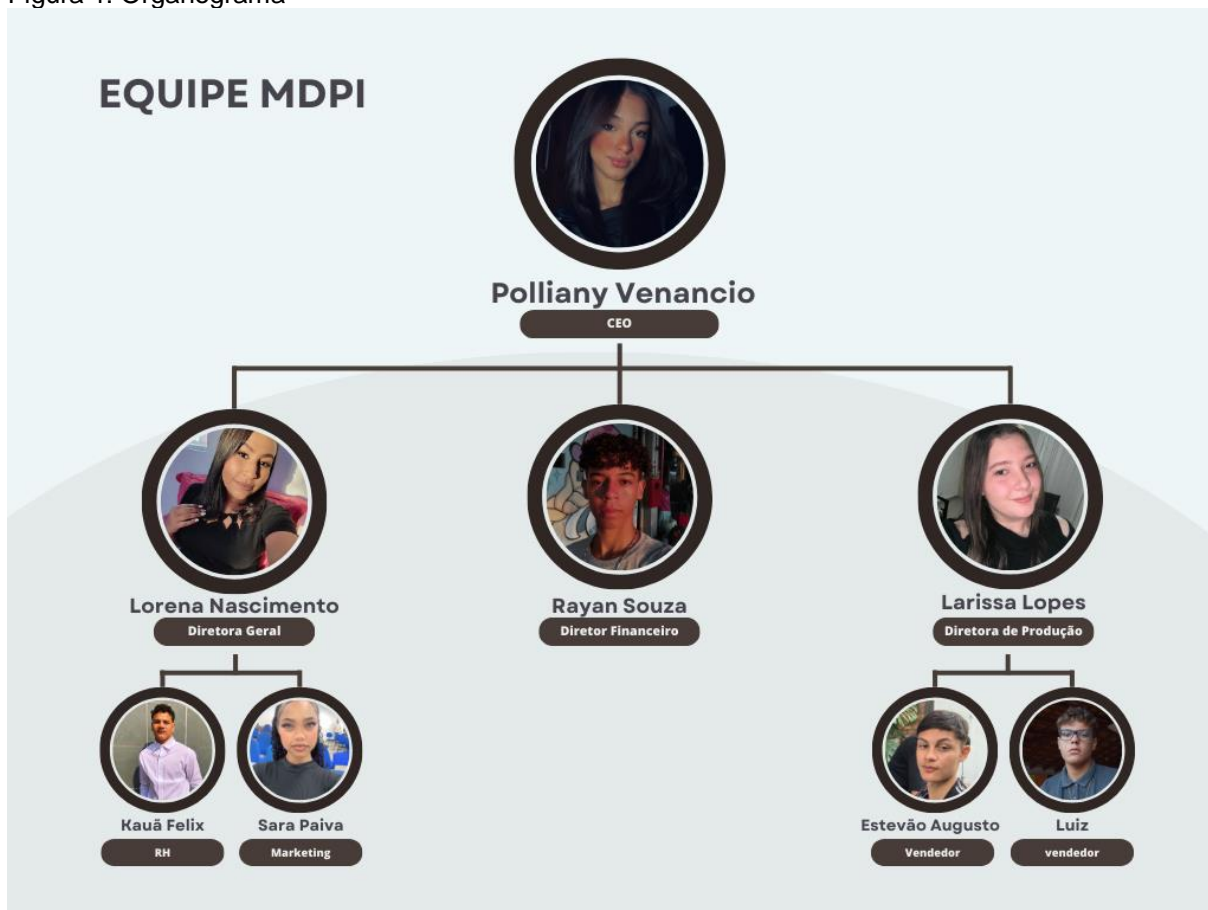 Figura 1. Organograma
EQUIPE MDPI
Polliany Venancio
CEO
Lorena Nascimento
Diretora Geral
Rayan Souza
Diretor Financeiro
Larissa Lopes
Diretora de Produção
Kauã Felix
RH
Sara Paiva
Marketing
Estevão Augusto
Vendedor
Luiz
vendedor